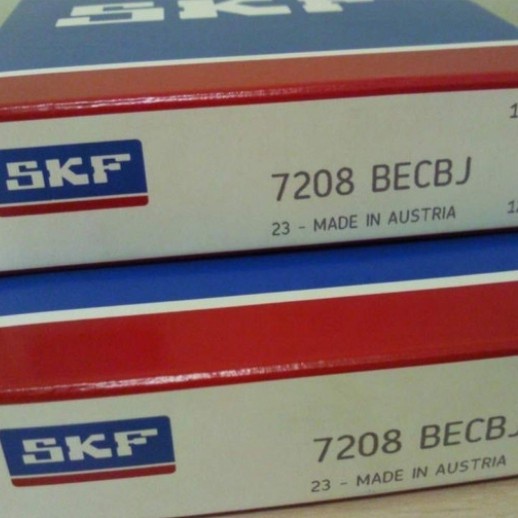 SKF
SKF
7208 BECBJ
23 - MADE IN AUSTRIA
SKF
7208 BECBJ
23 - MADE IN AUSTRIA